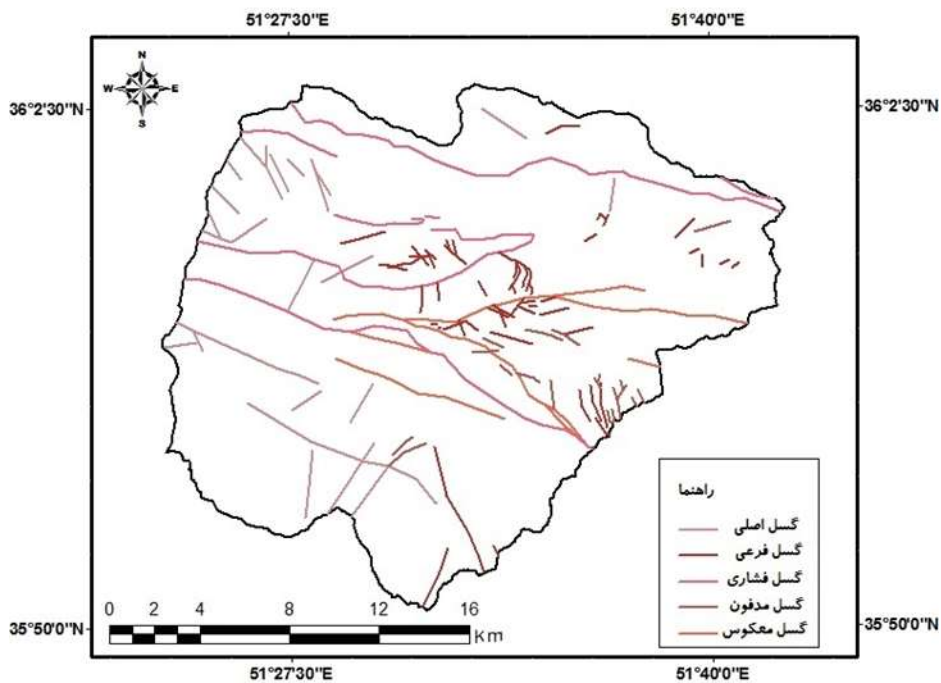 51°27'30"E 51°40'0"E
N
W E
S
36°2'30"N 36°2'30"N
راهنما
گسل اصلی
گسل فرعی
گسل فشاری
گسل مدفون
گسل معکوس
0 2 4 8 12 16
Km
35°50'0"N 35°50'0"N
51°27'30"E 51°40'0"E